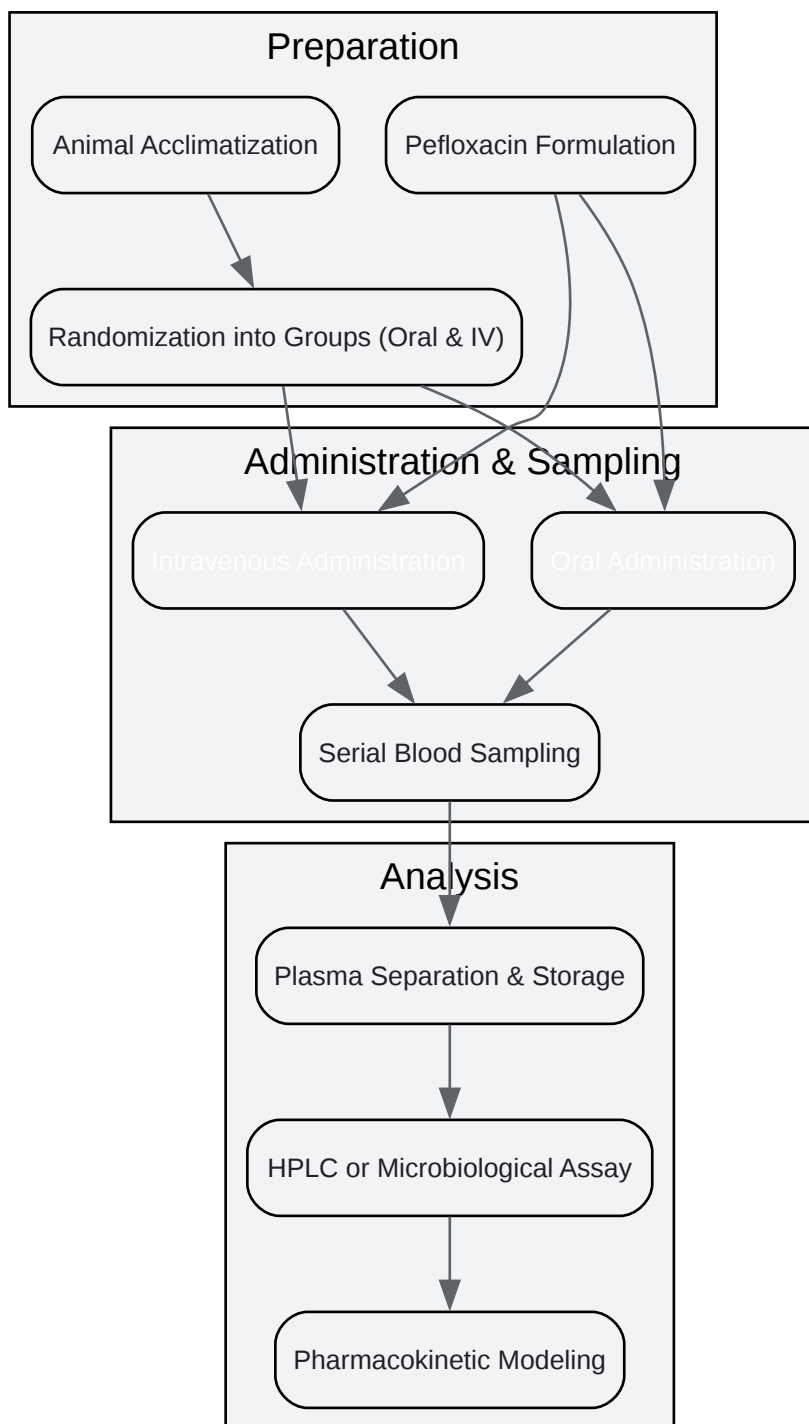 Preparation
Animal Acclimatization
Pefloxacin Formulation
Randomization into Groups (Oral & IV)
Administration & Sampling
Intravenous Administration
Oral Administration
Serial Blood Sampling
Analysis
Plasma Separation & Storage
HPLC or Microbiological Assay
Pharmacokinetic Modeling